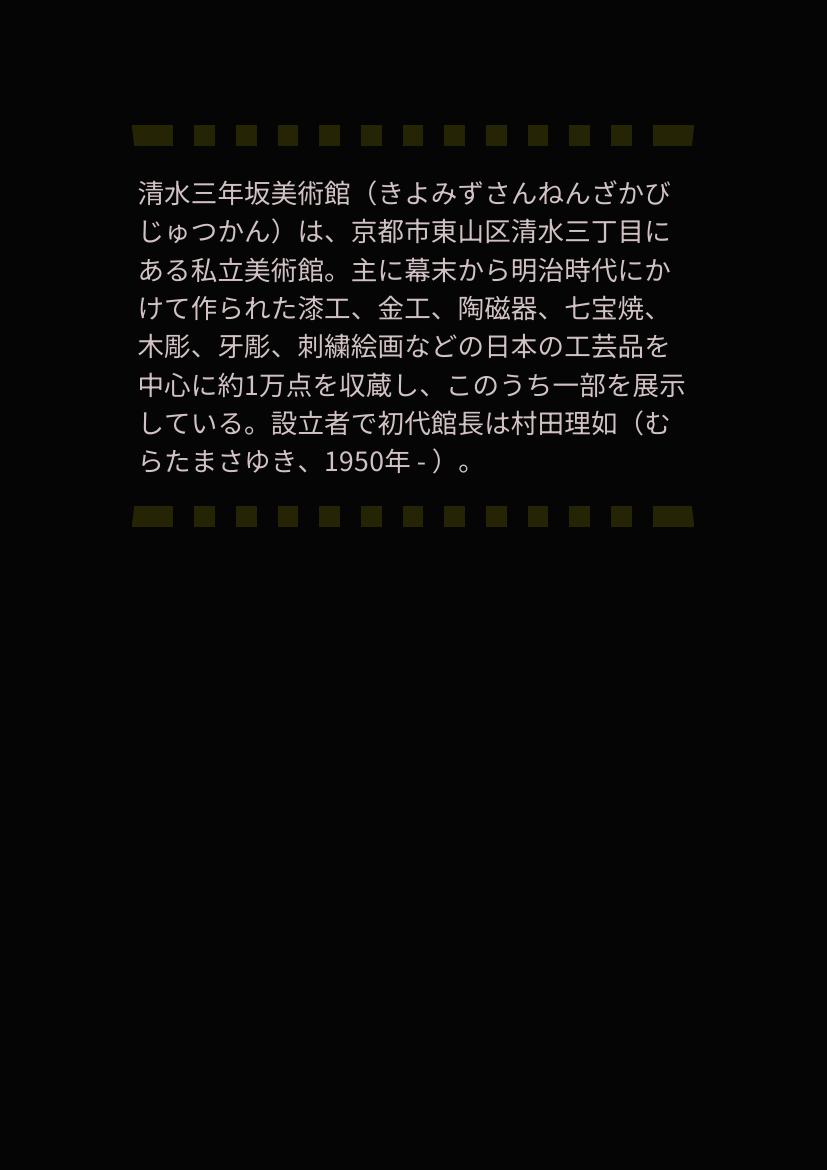 清水三年坂美術館（きよみずさんねんざかび
じゅつかん）は、京都市東山区清水三丁目に
ある私立美術館。主に幕末から明治時代にか
けて作られた漆工、金工、陶磁器、七宝焼、
木彫、牙彫、刺繍絵画などの日本の工芸品を
中心に約1万点を収蔵し、このうち一部を展示
している。設立者で初代館長は村田理如（む
らたまさゆき、1950年 - ）。